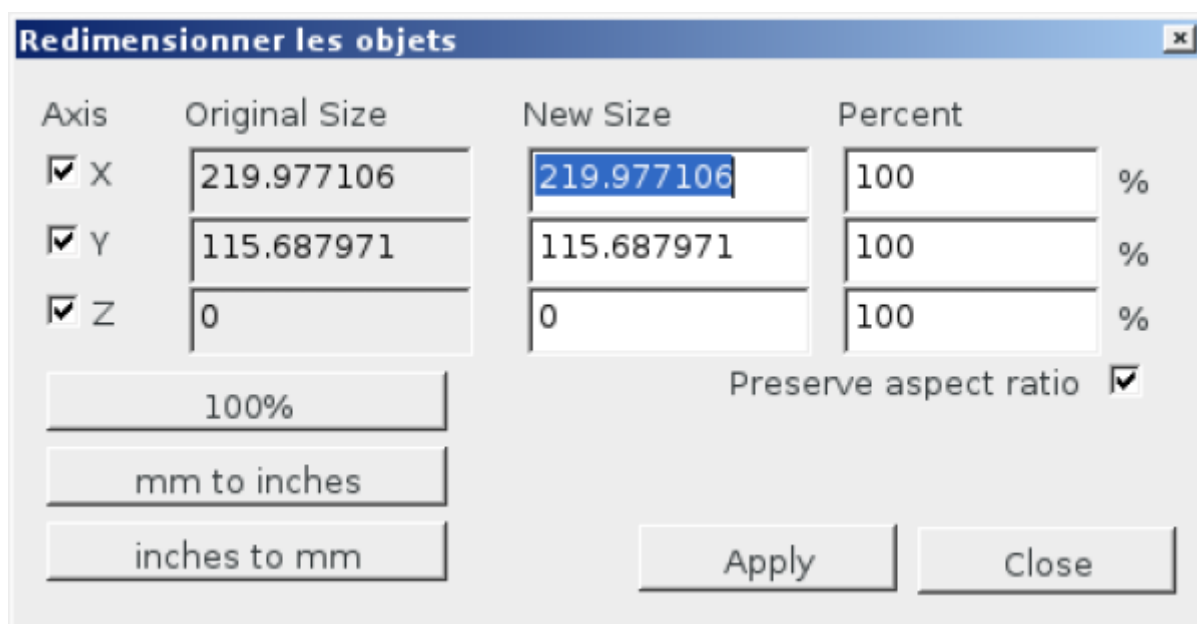 Redimensionner les objets
Axis Original Size New Size Percent
X 219.977106 219.977106 100 %
Y 115.687971 115.687971 100 %
Z 0 0 100 %
Preserve aspect ratio
100%
mm to inches
inches to mm
Apply Close